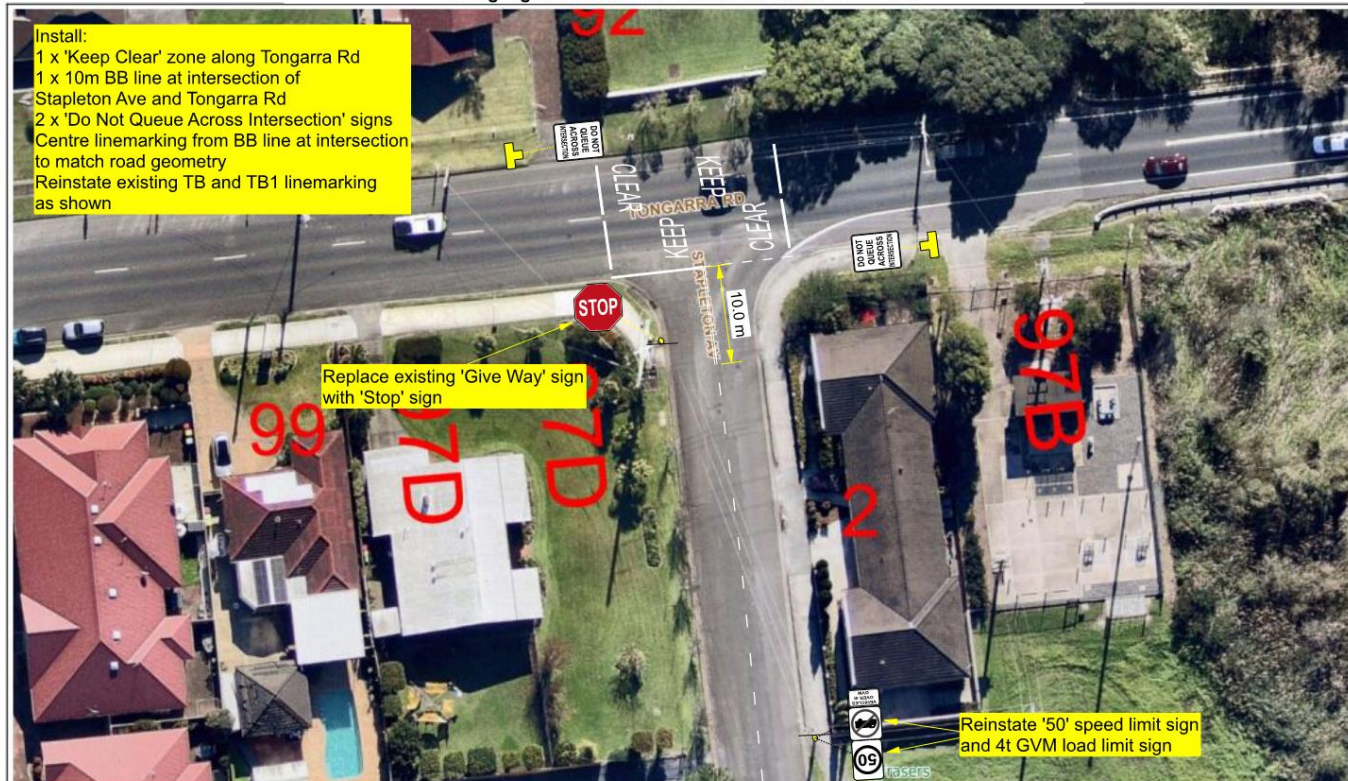 Install:
1 x 'Keep Clear' zone along Tongarra Rd
1 x 10m BB line at intersection of
Stapleton Ave and Tongarra Rd
2 x 'Do Not Queue Across Intersection' signs
Centre linemarking from BB line at intersection
to match road geometry
Reinstate existing TB and TB1 linemarking
as shown
92
DO NOT
QUEUE
ACROSS
INTERSECTION
KEEP
CLEAR
TONGARRA RD
KEEP
CLEAR
DO NOT
QUEUE
ACROSS
INTERSECTION
STAPLETON AV
10.0 m
STOP
Replace existing 'Give Way' sign
with 'Stop' sign
99
97D
97D
97B
2
50
Reinstate '50' speed limit sign
and 4t GVM load limit sign
rasers